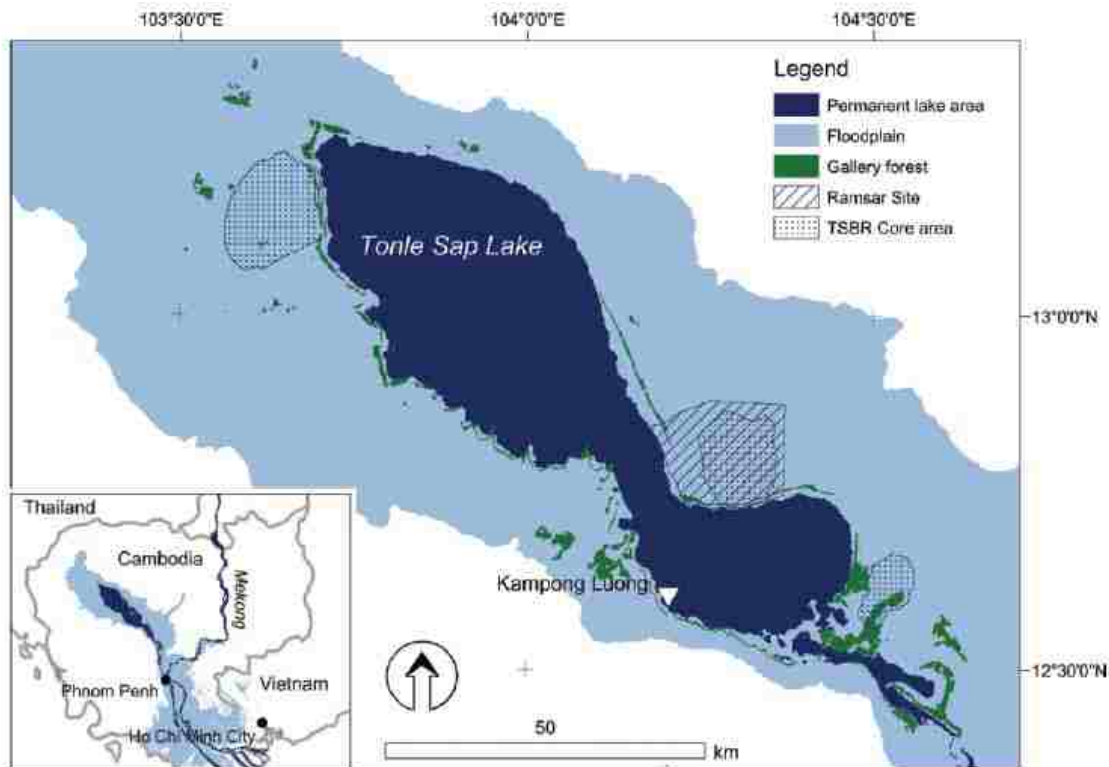 103°30'0"E
104°0'0"E
104°30'0"E
Legend
Permanent lake area
Floodplain
Gallery forest
Ramsar Site
TSBR Core area
Tonle Sap Lake
13°0'0"N
Thailand
Cambodia
Mekong
Kampong Luong
Phnom Penh
Vietnam
Ho Chi Minh City
12°30'0"N
50
km